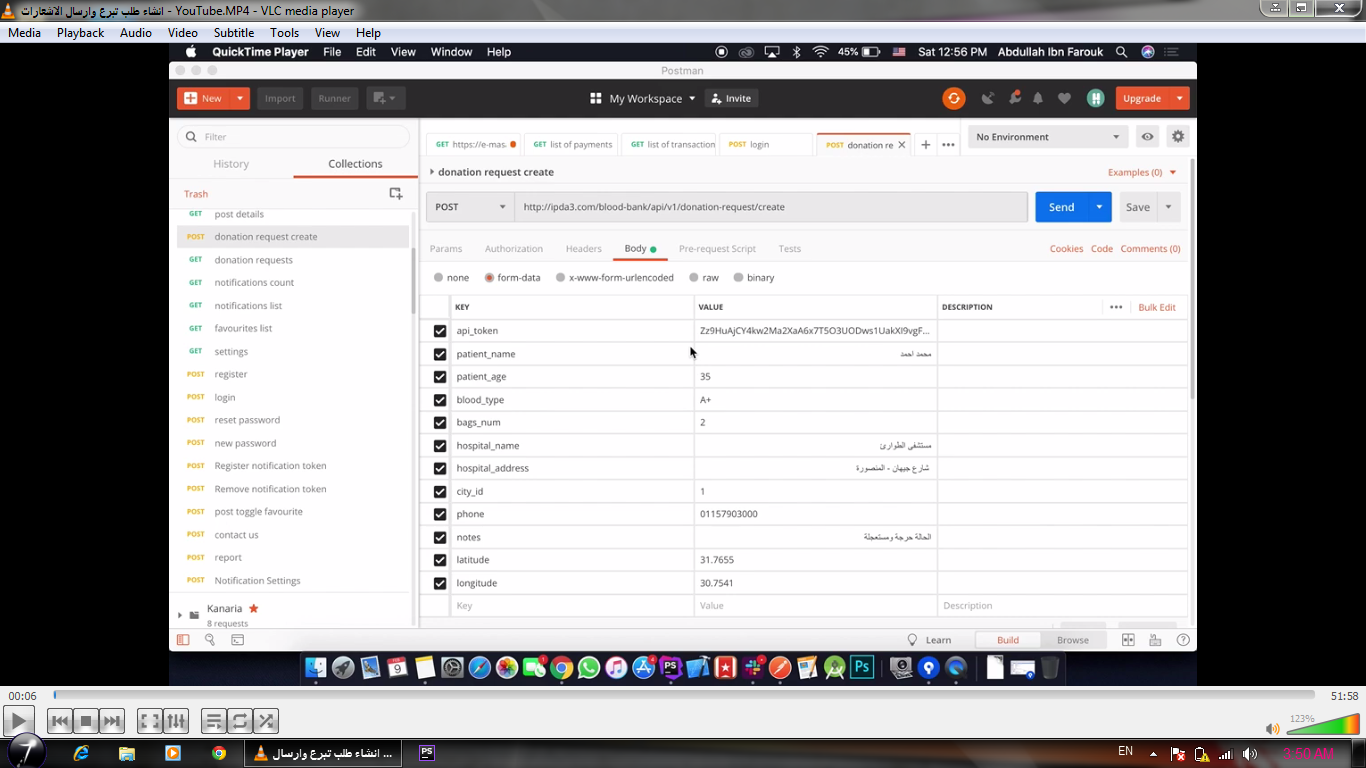 انشاء طلب تبرع وارسال الاشعارات - YouTube.MP4 - VLC media player
Media Playback Audio Video Subtitle Tools View Help
QuickTime Player File Edit View Window Help 45% Sat 12:56 PM Abdullah Ibn Farouk
Postman
New Import Runner My Workspace Invite Upgrade
Filter
History Collections
Trash
GET post details
POST donation request create
GET donation requests
GET notifications count
GET notifications list
GET favourites list
GET settings
POST register
POST login
POST reset password
POST new password
POST Register notification token
POST Remove notification token
POST post toggle favourite
POST contact us
POST report
POST Notification Settings
Kanaria
8 requests
GET https://e-mas GET list of payments GET list of transaction POST login POST donation re
No Environment
donation request create Examples (0)
POST http://ipda3.com/blood-bank/api/v1/donation-request/create Send Save
Params Authorization Headers Body Pre-request Script Tests Cookies Code Comments (0)
none form-data x-www-form-urlencoded raw binary
KEY VALUE DESCRIPTION Bulk Edit
api_token Zz9HuAjCY4kw2Ma2XaA6x7T5O3UODws1UakXI9vgF...
patient_name محمد احمد
patient_age 35
blood_type A+
bags_num 2
hospital_name مستشفى الطوارئ
hospital_address شارع جيهان - المنصورة
city_id 1
phone 01157903000
notes الحالة حرجة ومستعجلة
latitude 31.7655
longitude 30.7541
Key Value Description
Learn Build Browse
00:06 51:58
123%
انشاء طلب تبرع وارسال ...
EN 3:50 AM